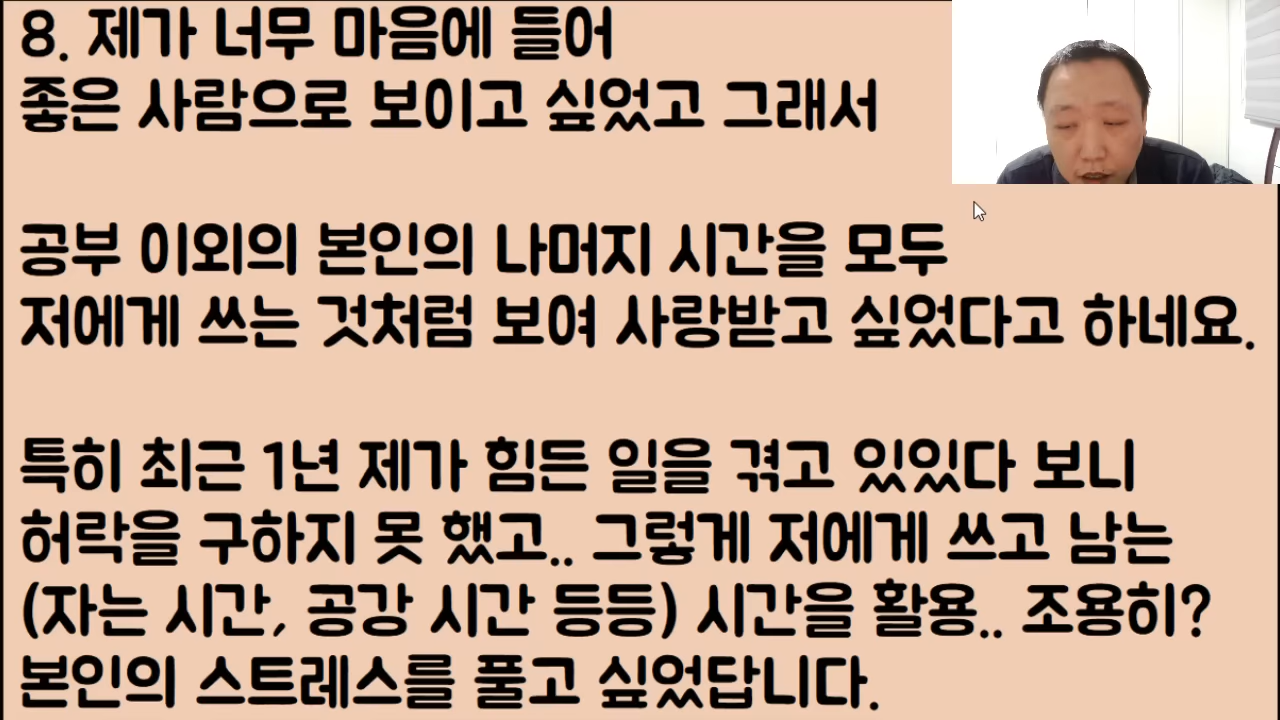 8. 제가 너무 마음에 들어
좋은 사람으로 보이고 싶었고 그래서
공부 이외의 본인의 나머지 시간을 모두
저에게 쓰는 것처럼 보여 사랑받고 싶었다고 하네요.
특히 최근 1년 제가 힘든 일을 겪고 있있다 보니
허락을 구하지 못 했고.. 그렇게 저에게 쓰고 남는
(자는 시간, 공강 시간 등등) 시간을 활용.. 조용히?
본인의 스트레스를 풀고 싶었답니다.